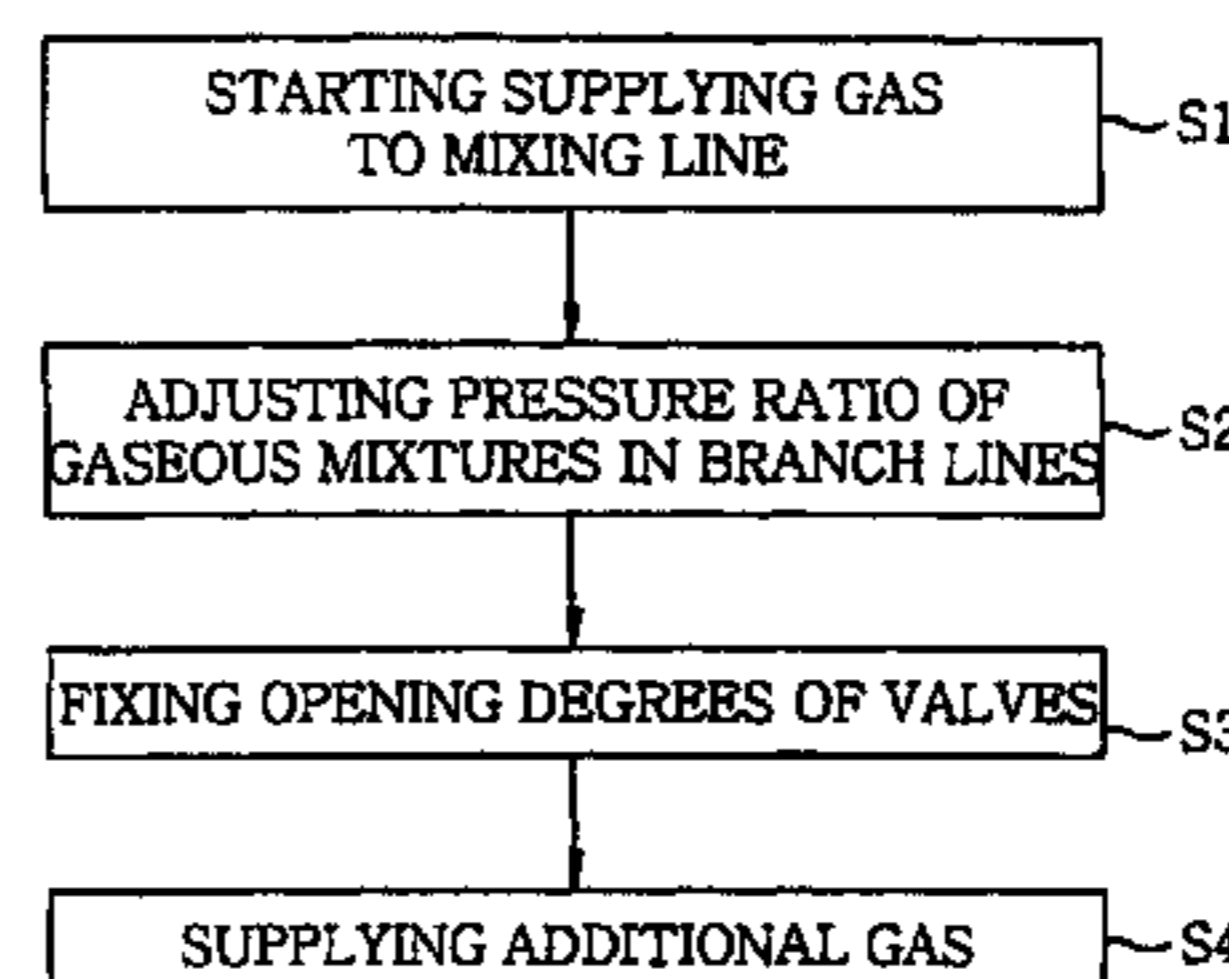 STARTING SUPPLYING GAS
TO MIXING LINE
S1
ADJUSTING PRESSURE RATIO OF
GASEOUS MIXTURES IN BRANCH LINES
S2
FIXING OPENING DEGREES OF VALVES
S3
SUPPLYING ADDITIONAL GAS
S4